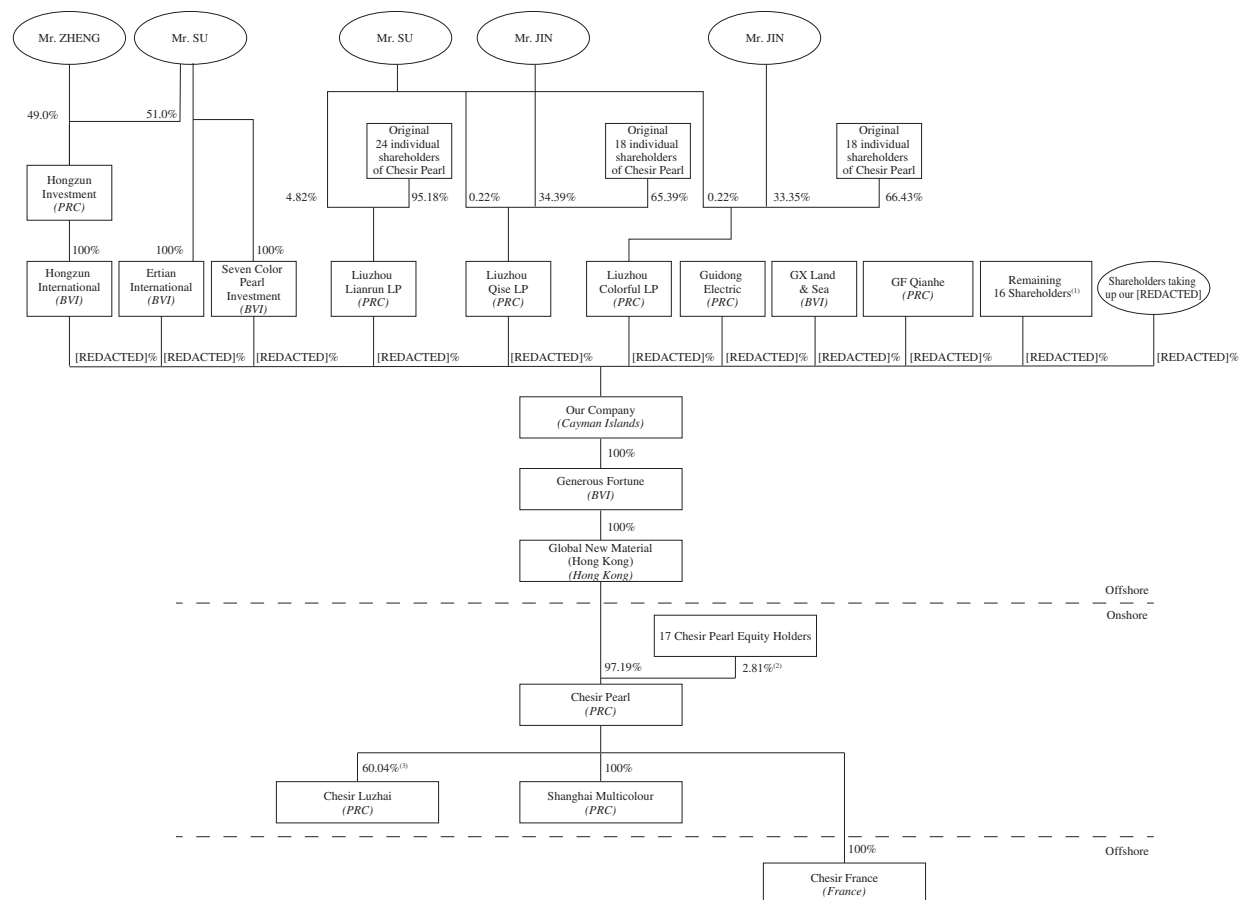 Mr. ZHENG
Mr. SU
Mr. SU
Mr. JIN
Mr. JIN
49.0%
51.0%
Original
24 individual
shareholders
of Chesir Pearl
Original
18 individual
shareholders
of Chesir Pearl
Original
18 individual
shareholders
of Chesir Pearl
Hongzun
Investment
(PRC)
4.82%
95.18%
0.22%
34.39%
65.39%
0.22%
33.35%
66.43%
100%
100%
100%
Hongzun
International
(BVI)
Ertian
International
(BVI)
Seven Color
Pearl
Investment
(BVI)
Liuzhou
Lianrun LP
(PRC)
Liuzhou
Qise LP
(PRC)
Liuzhou
Colorful LP
(PRC)
Guidong
Electric
(PRC)
GX Land
& Sea
(BVI)
GF Qianhe
(PRC)
Remaining
16 Shareholders(1)
Shareholders taking
up our [REDACTED]
[REDACTED]%
[REDACTED]%
[REDACTED]%
[REDACTED]%
[REDACTED]%
[REDACTED]%
[REDACTED]%
[REDACTED]%
[REDACTED]%
[REDACTED]%
[REDACTED]%
Our Company
(Cayman Islands)
100%
Generous Fortune
(BVI)
100%
Global New Material
(Hong Kong)
(Hong Kong)
Offshore
Onshore
17 Chesir Pearl Equity Holders
97.19%
2.81%(2)
Chesir Pearl
(PRC)
60.04%(3)
100%
Chesir Luzhai
(PRC)
Shanghai Multicolour
(PRC)
100%
Offshore
Chesir France
(France)